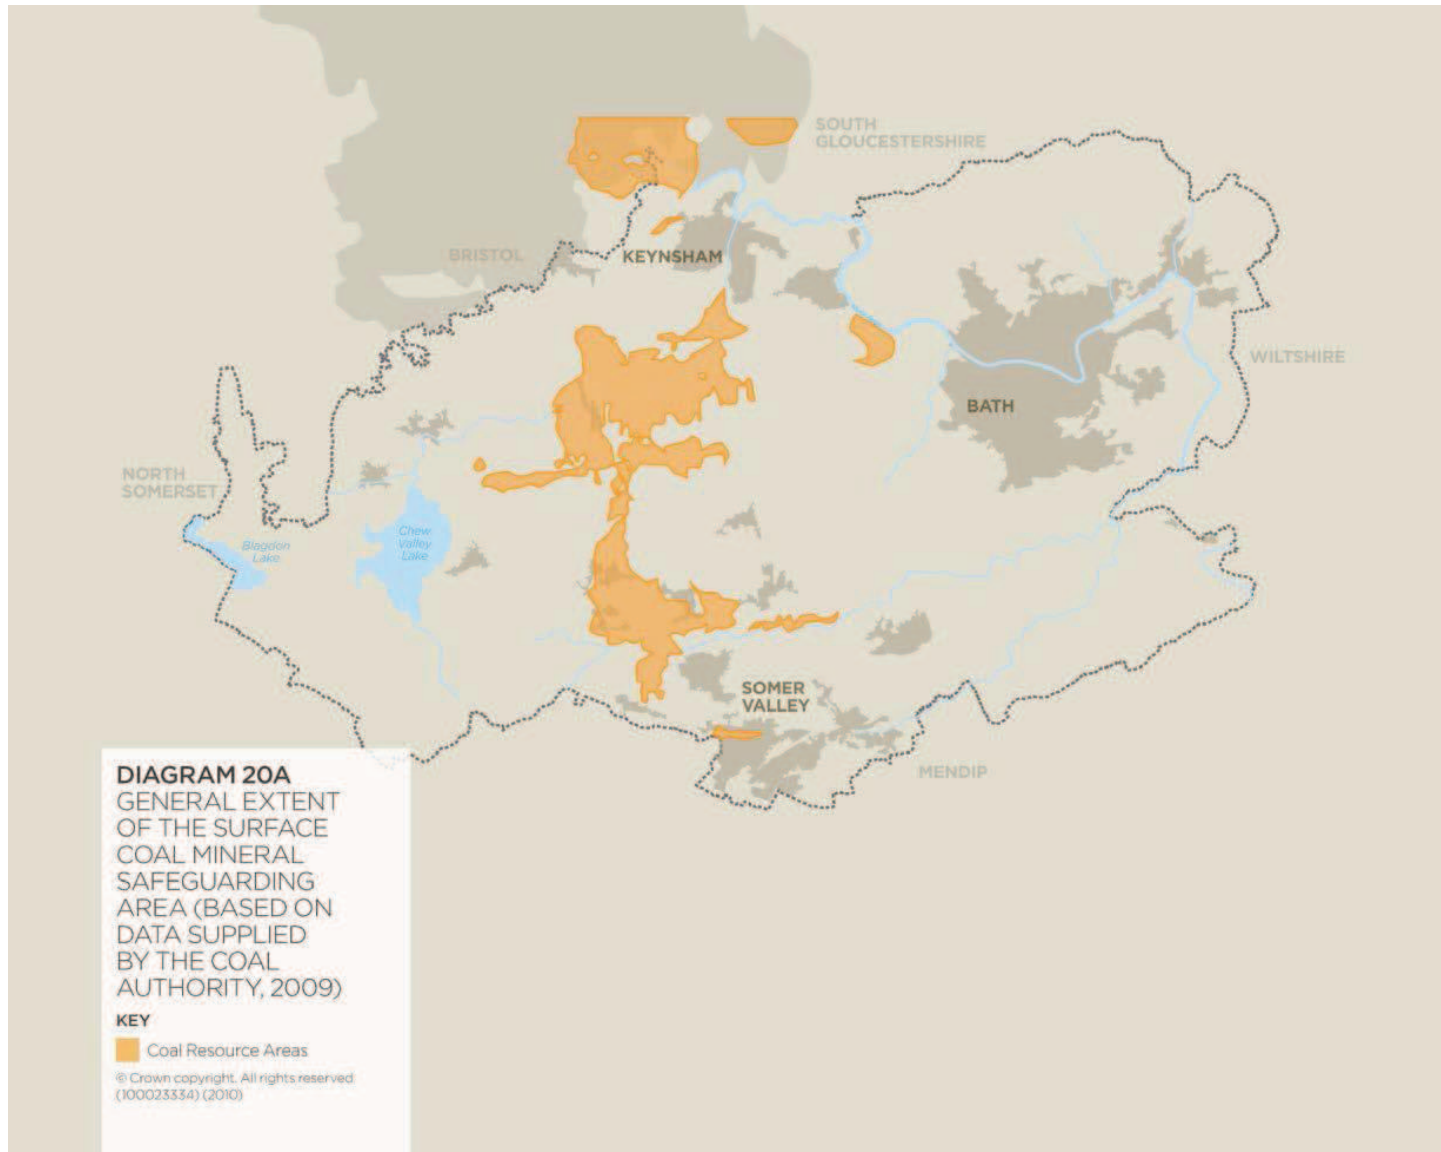 SOUTH
GLOUCESTERSHIRE
BRISTOL
KEYNSHAM
WILTSHIRE
BATH
NORTH
SOMERSET
Chew
Valley
Lake
Blagdon
Lake
SOMER
VALLEY
MENDIP
DIAGRAM 20A
GENERAL EXTENT
OF THE SURFACE
COAL MINERAL
SAFEGUARDING
AREA (BASED ON
DATA SUPPLIED
BY THE COAL
AUTHORITY, 2009)
KEY
Coal Resource Areas
© Crown copyright. All rights reserved
(100023334) (2010)